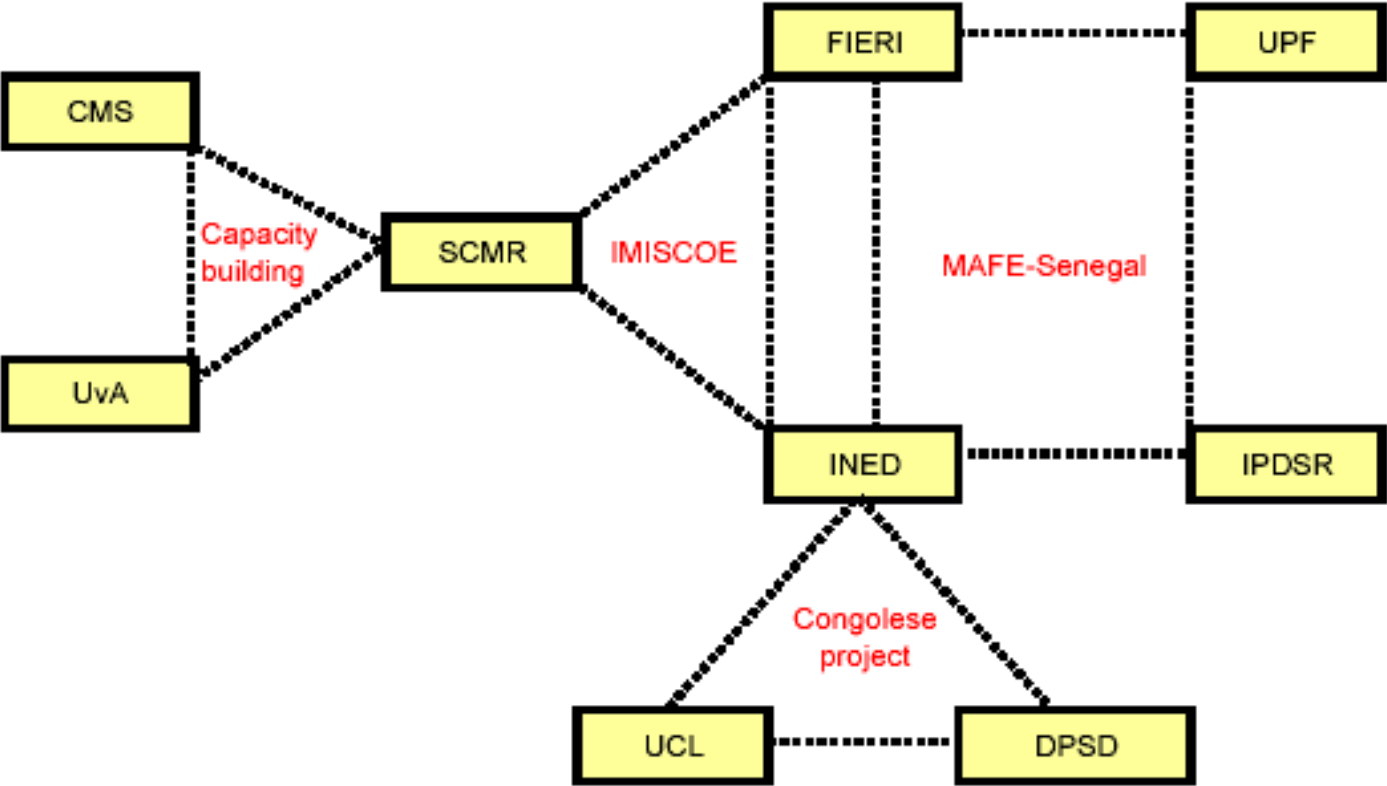 FIERI
UPF
CMS
Capacity
building
SCMR
IMISCOE
MAFE-Senegal
UvA
INED
IPDSR
Congolese
project
UCL
DPSD